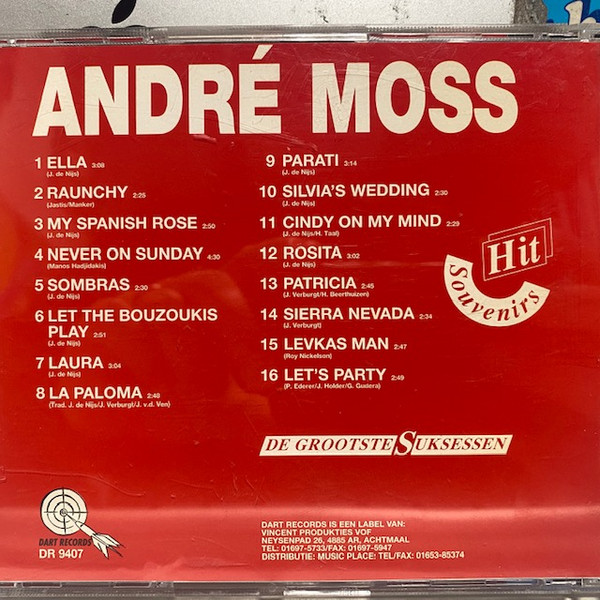 ANDRÉ MOSS
1 ELLA 3:08
(J. de Nijs)
2 RAUNCHY 2:25
(Jastis/Manker)
3 MY SPANISH ROSE 2:50
(J. de Nijs)
4 NEVER ON SUNDAY 4:30
(Manos Hadjidakis)
5 SOMBRAS 2:30
(J. de Nijs)
6 LET THE BOUZOUKIS
PLAY 2:51
(J. de Nijs)
7 LAURA 3:04
(J. de Nijs)
8 LA PALOMA 2:48
(Trad. J. de Nijs/J. Verburgt/J. v.d. Ven)
9 PARATI 3:14
(J. de Nijs)
10 SILVIA'S WEDDING 2:30
(J. de Nijs)
11 CINDY ON MY MIND 2:29
(J. de Nijs/H. Taal)
12 ROSITA 3:02
(J. de Nijs)
13 PATRICIA 2:45
(J. Verburgt/H. Beerthuizen)
14 SIERRA NEVADA 2:34
(J. Verburgt)
15 LEVKAS MAN 2:47
(Roy Nickelson)
16 LET'S PARTY 2:49
(P. Ederer/J. Holder/G. Gudera)
Hit
Souvenirs
DE GROOTSTE SUKSESSEN
DART RECORDS
DR 9407
DART RECORDS IS EEN LABEL VAN:
VINCENT PRODUKTIES VOF
NEYSENPAD 26, 4885 AR, ACHTMAAL
TEL: 01697-5733/FAX: 01697-5947
DISTRIBUTIE: MUSIC PLACE: TEL/FAX: 01653-85374